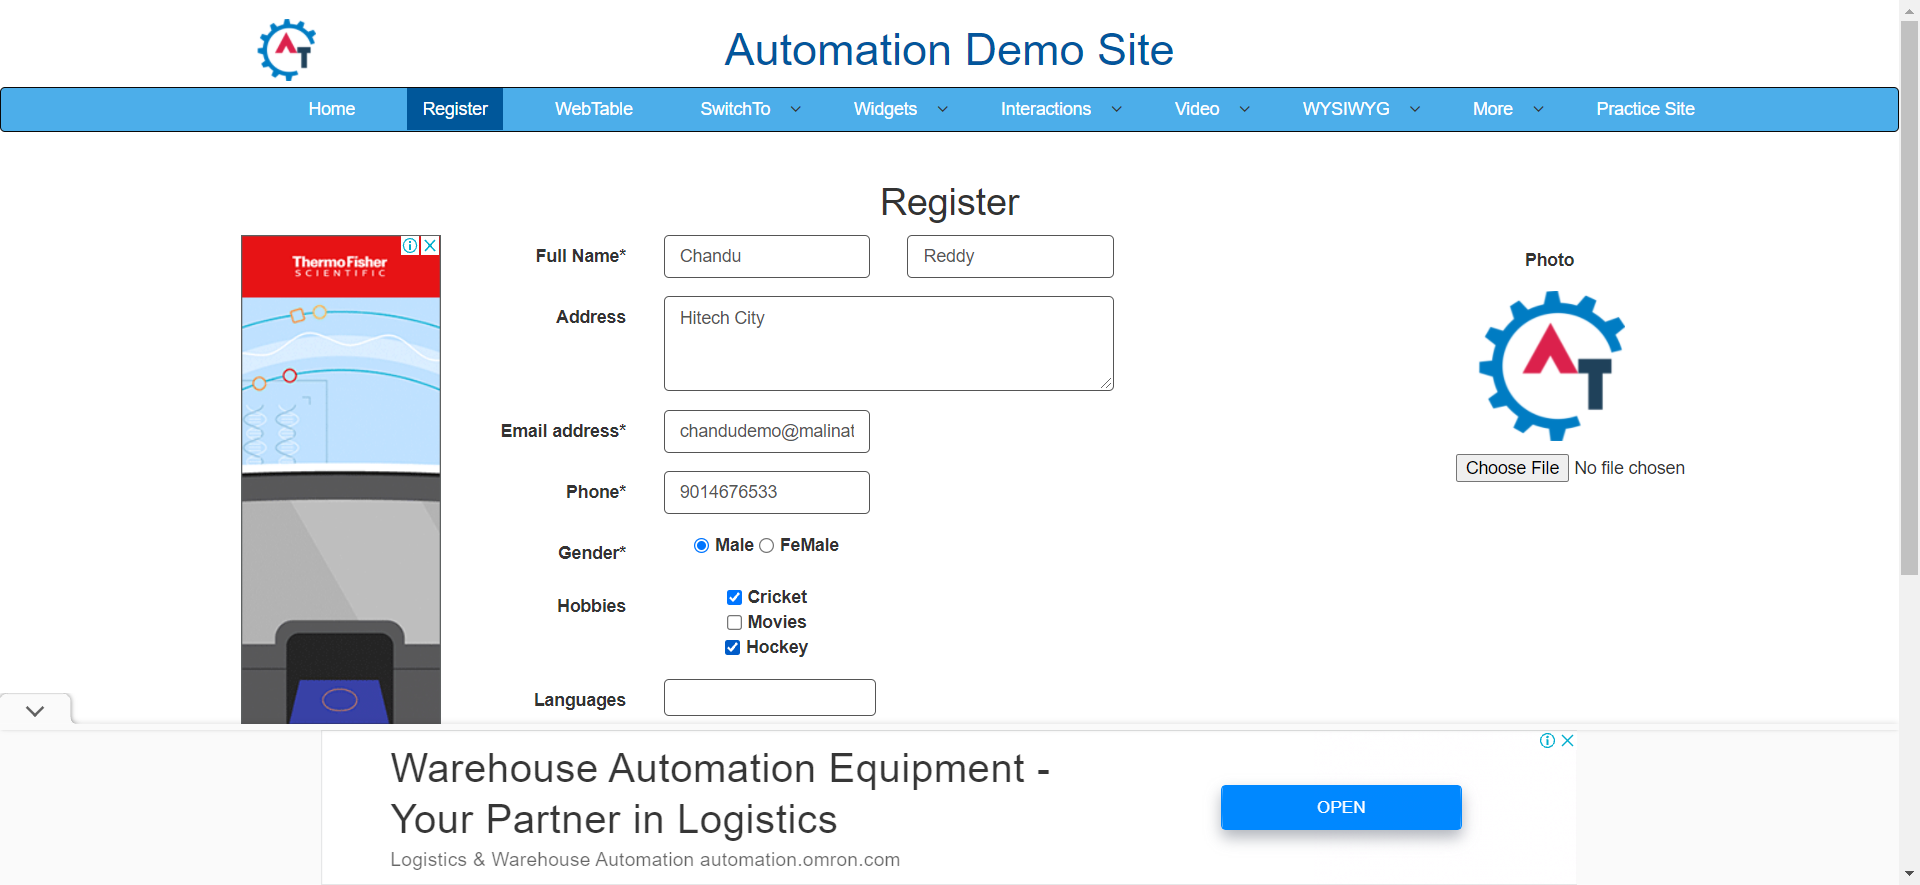 AT
Automation Demo Site
Home Register WebTable SwitchTo Widgets Interactions Video WYSIWYG More Practice Site
Register
ThermoFisher
SCIENTIFIC
Full Name* Chandu Reddy
Photo
Address Hitech City
AT
Email address* chandudemo@malinat
Choose File No file chosen
Phone* 9014676533
Gender* Male FeMale
Hobbies Cricket
Movies
Hockey
Languages
Warehouse Automation Equipment -
Your Partner in Logistics
OPEN
Logistics & Warehouse Automation automation.omron.com